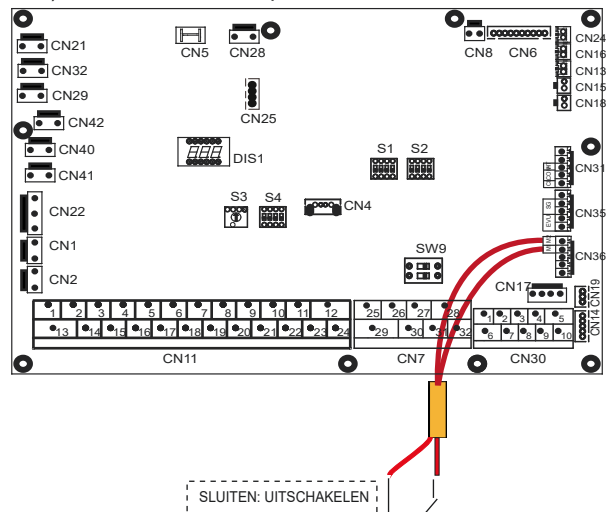 CN21
CN5
CN28
CN8
CN6
CN24
CN16
CN13
CN15
CN18
CN32
CN29
CN42
CN25
CN40
CN41
DIS1
S1
S2
CN31
CN22
S3
S4
CN4
SG
EVU
CN35
CN1
CN2
SW9
M1 M2
CN36
CN17
CN19
CN14
1 2 3 4 5 6 7 8 9 10 11 12
13 14 15 16 17 18 19 20 21 22 23 24
CN11
25 26 27 28
29 30 31 32
CN7
1 2 3 4 5
6 7 8 9 10
CN30
SLUITEN: UITSCHAKELEN